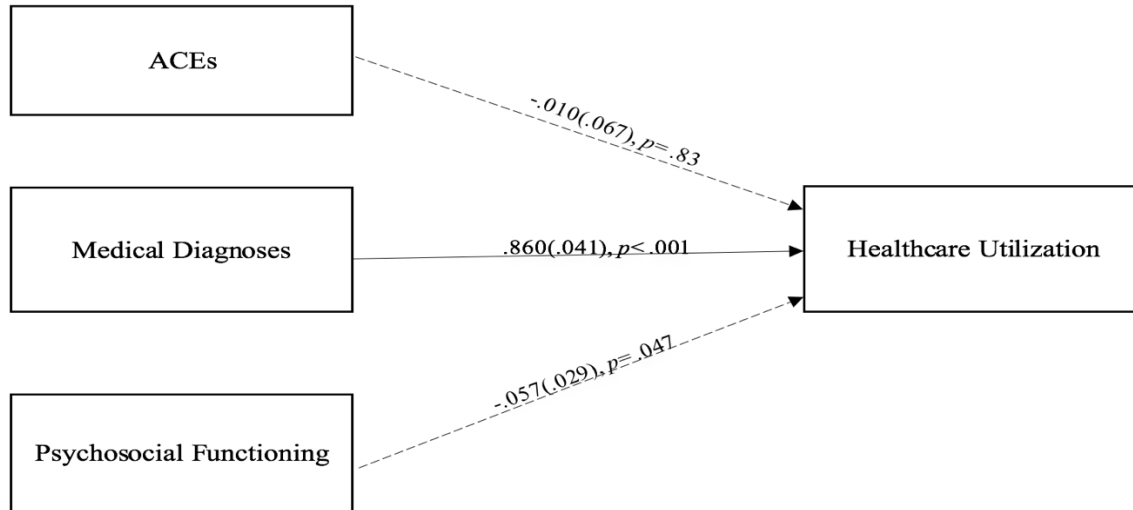 ACEs
-.010(.067), p= .83
Medical Diagnoses
.860(.041), p< .001
Healthcare Utilization
-.057(.029), p= .047
Psychosocial Functioning